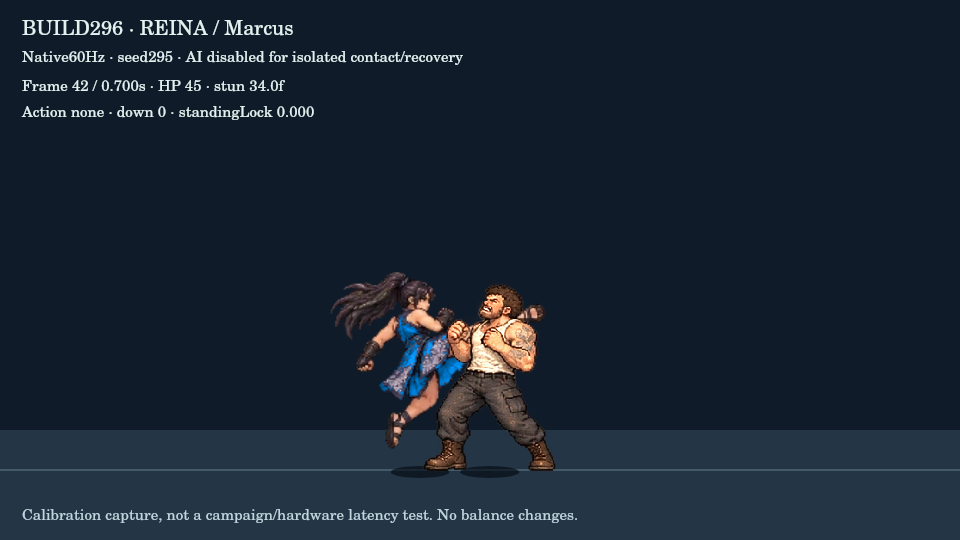 BUILD296 · REINA / Marcus
Native60Hz · seed295 · AI disabled for isolated contact/recovery
Frame 42 / 0.700s · HP 45 · stun 34.0f
Action none · down 0 · standingLock 0.000
Calibration capture, not a campaign/hardware latency test. No balance changes.